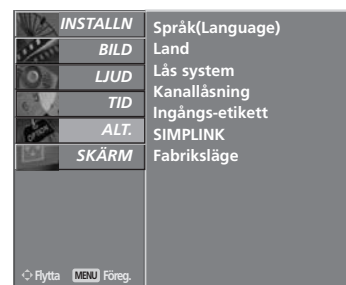 INSTALLN
BILD
LJUD
TID
ALT.
SKÄRM
Språk(Language)
Land
Lås system
Kanallåsning
Ingångs-etikett
SIMPLINK
Fabriksläge
Flytta MENU Föreg.